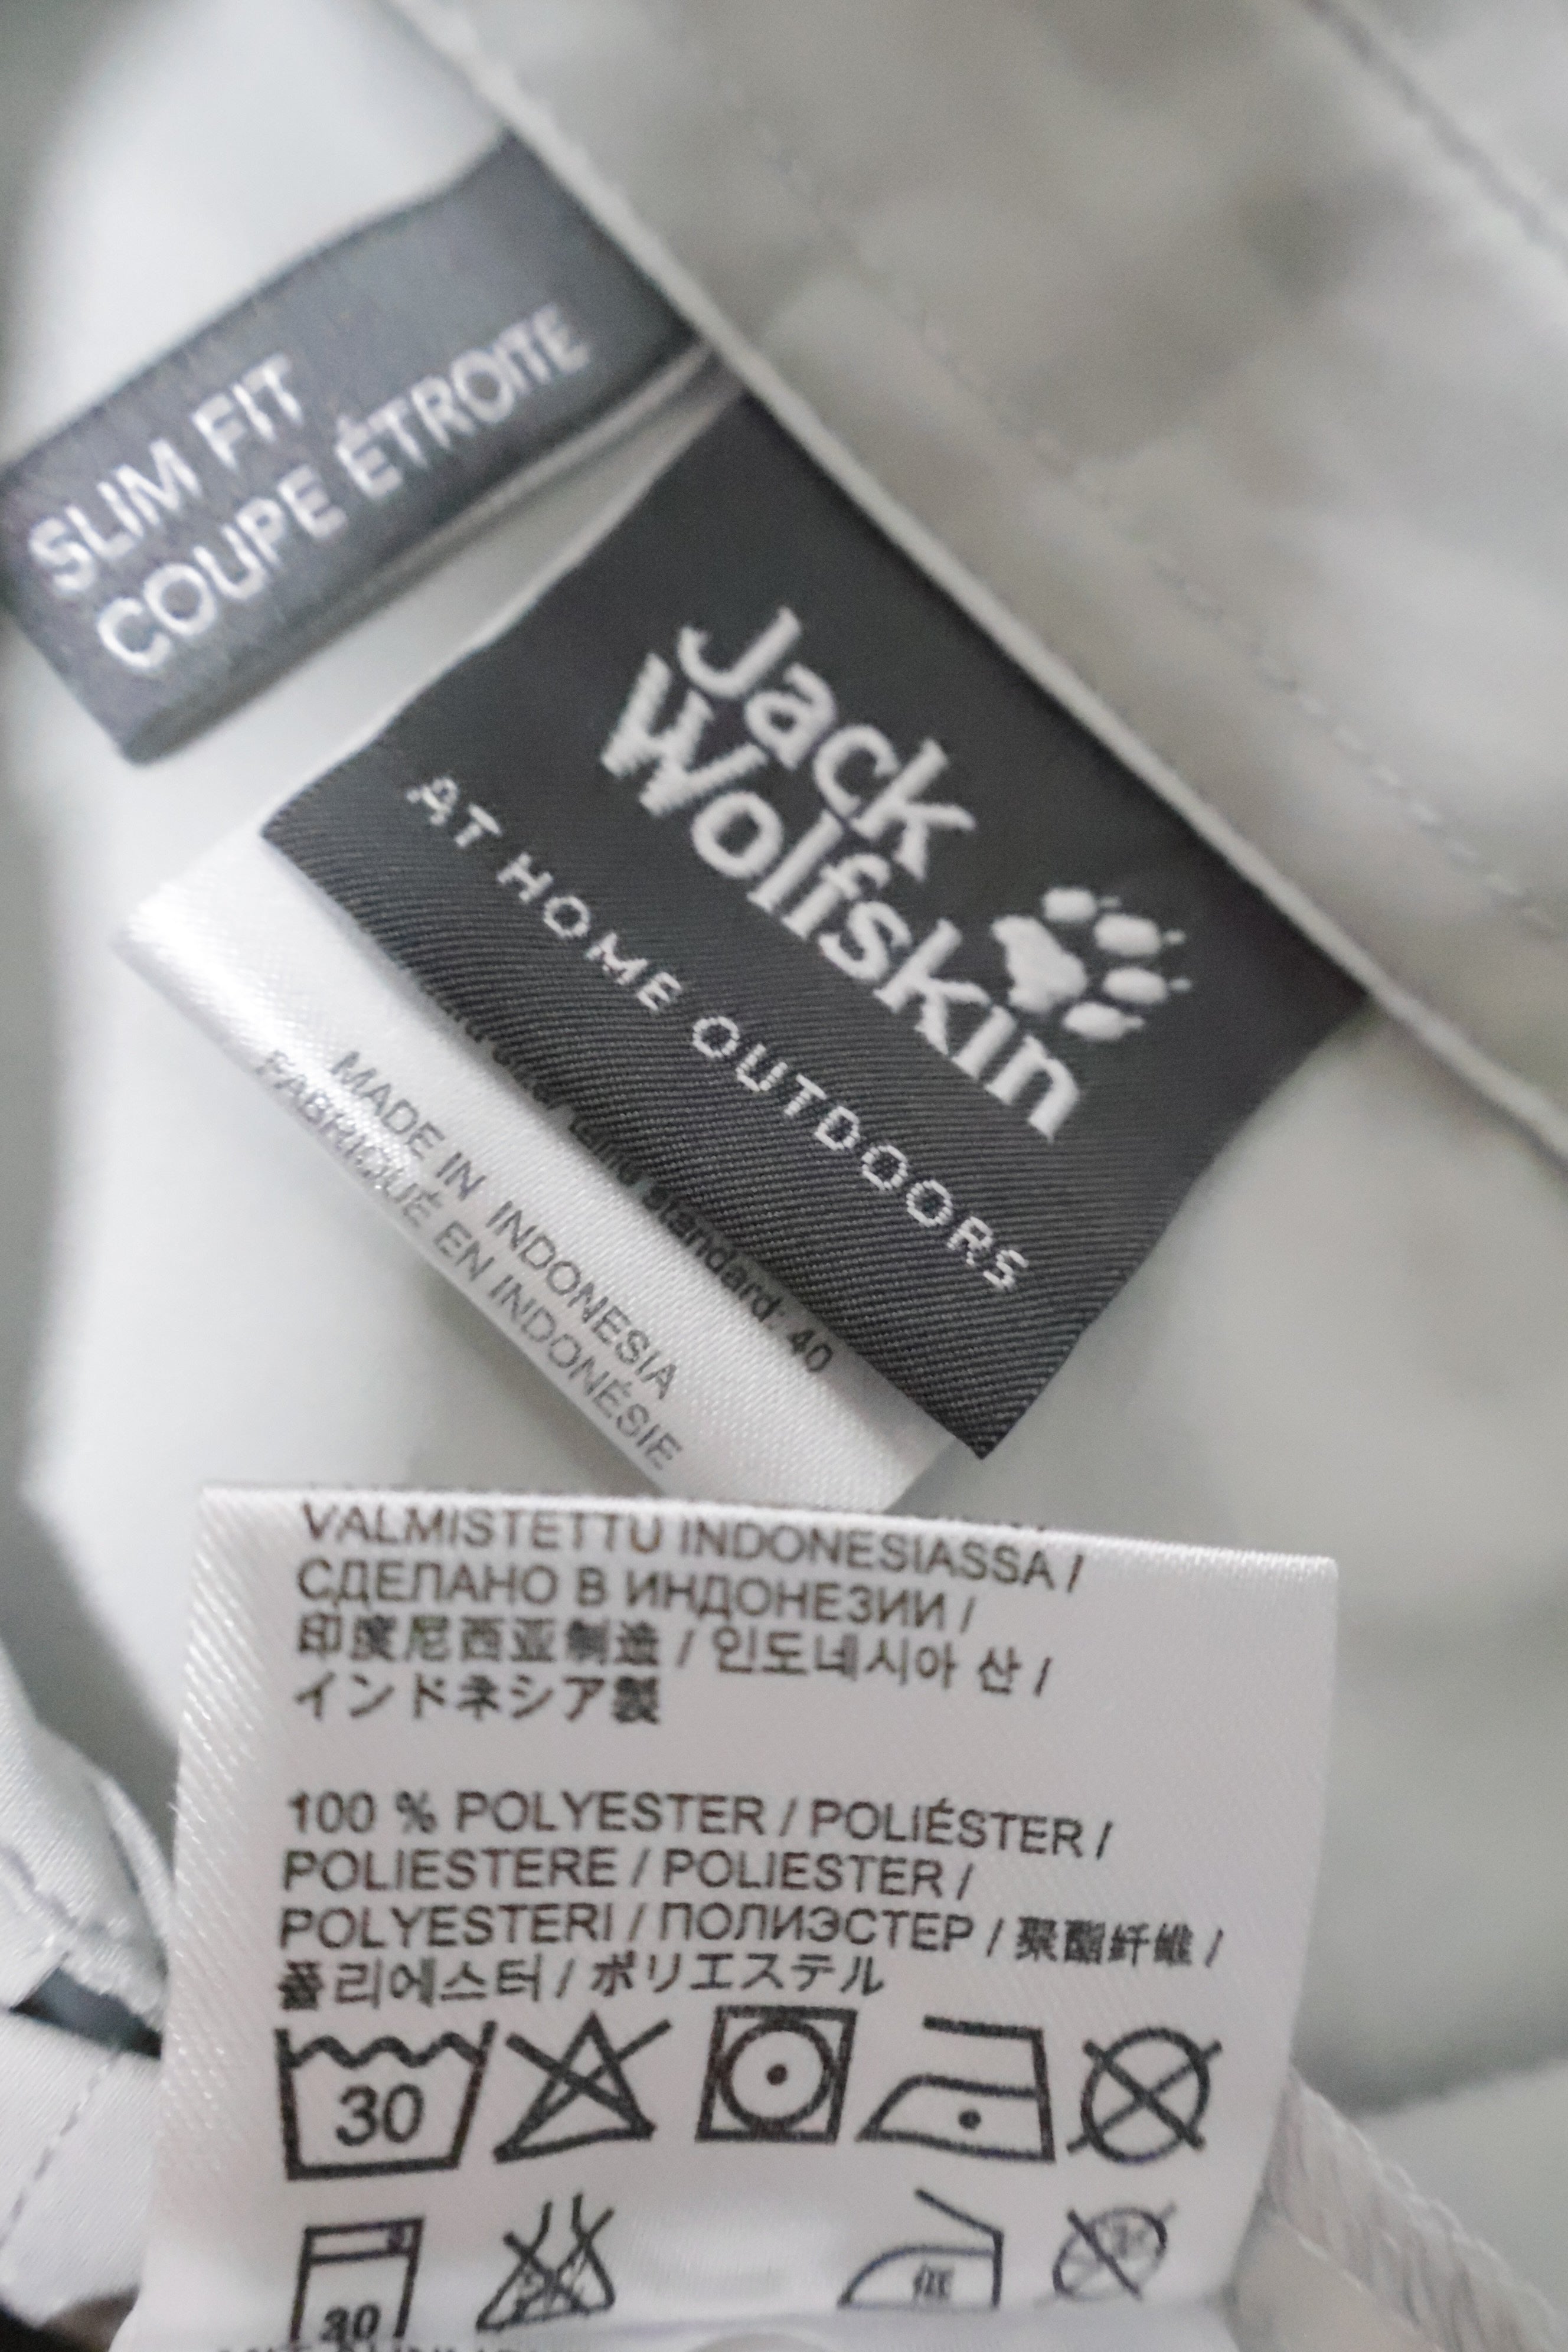 SLIM FIT
COUPE ÉTROITE
Jack
Wolfskin
AT HOME OUTDOORS
standard: 40
MADE IN INDONESIA
FABRIQUÉ EN INDONÉSIE
VALMISTETTU INDONESIASSA /
СДЕЛАНО В ИНДОНЕЗИИ /
印度尼西亚制造 / 인도네시아 산 /
インドネシア製
100 % POLYESTER / POLIÉSTER /
POLIESTERE / POLIESTER /
POLYESTERI / ПОЛИЭСТЕР / 聚酯纤维 /
폴리에스터 / ポリエステル
30
30 低